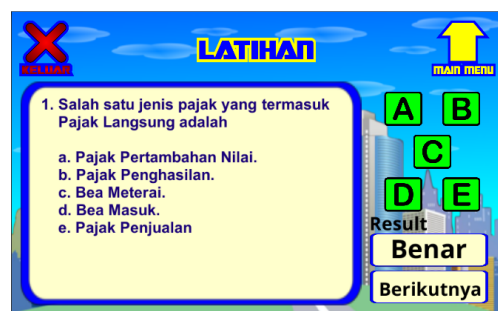 LATIHAN
KELUAR
MAIN MENU
1. Salah satu jenis pajak yang termasuk
Pajak Langsung adalah
a. Pajak Pertambahan Nilai.
b. Pajak Penghasilan.
c. Bea Meterai.
d. Bea Masuk.
e. Pajak Penjualan
A B
C
D E
Result
Benar
Berikutnya